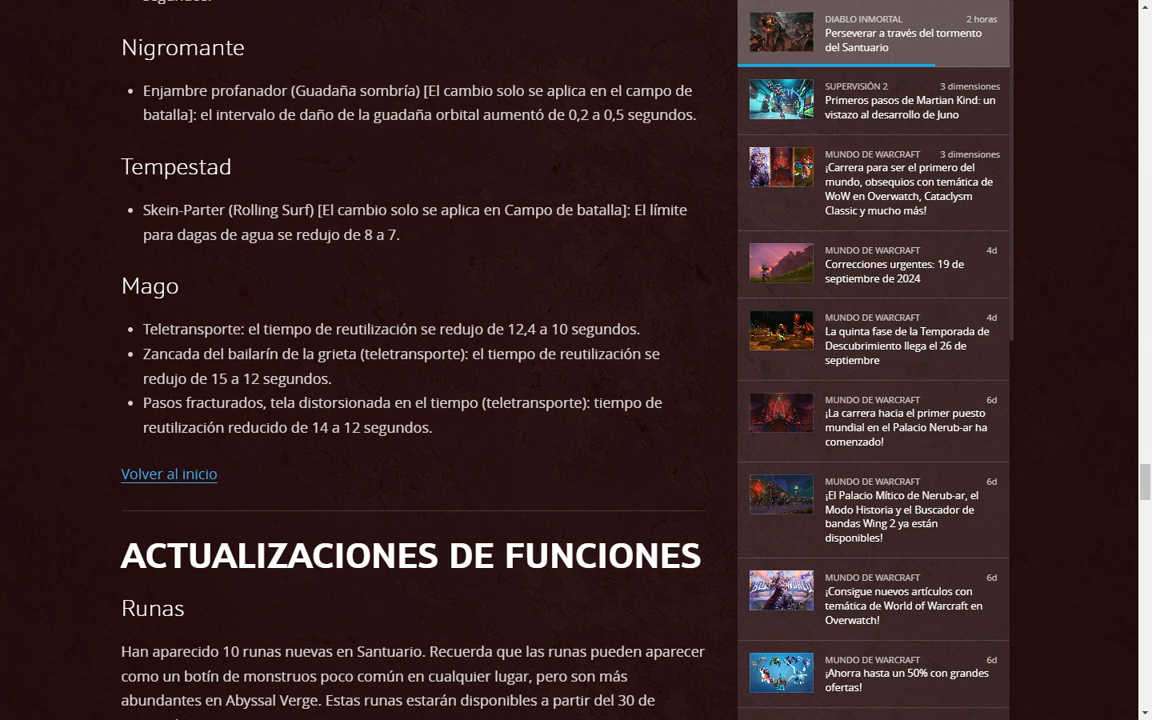 segundos.
Nigromante
• Enjambre profanador (Guadaña sombría) [El cambio solo se aplica en el campo de
batalla]: el intervalo de daño de la guadaña orbital aumentó de 0,2 a 0,5 segundos.
Tempestad
• Skein-Parter (Rolling Surf) [El cambio solo se aplica en Campo de batalla]: El límite
para dagas de agua se redujo de 8 a 7.
Mago
• Teletransporte: el tiempo de reutilización se redujo de 12,4 a 10 segundos.
• Zancada del bailarín de la grieta (teletransporte): el tiempo de reutilización se
redujo de 15 a 12 segundos.
• Pasos fracturados, tela distorsionada en el tiempo (teletransporte): tiempo de
reutilización reducido de 14 a 12 segundos.
Volver al inicio
ACTUALIZACIONES DE FUNCIONES
Runas
Han aparecido 10 runas nuevas en Santuario. Recuerda que las runas pueden aparecer
como un botín de monstruos poco común en cualquier lugar, pero son más
abundantes en Abyssal Verge. Estas runas estarán disponibles a partir del 30 de
DIABLO INMORTAL 2 horas
Perseverar a través del tormento
del Santuario
SUPERVISIÓN 2 3 dimensiones
Primeros pasos de Martian Kind: un
vistazo al desarrollo de Juno
MUNDO DE WARCRAFT 3 dimensiones
¡Carrera para ser el primero del
mundo, obsequios con temática de
WoW en Overwatch, Cataclysm
Classic y mucho más!
MUNDO DE WARCRAFT 4d
Correcciones urgentes: 19 de
septiembre de 2024
MUNDO DE WARCRAFT 4d
La quinta fase de la Temporada de
Descubrimiento llega el 26 de
septiembre
MUNDO DE WARCRAFT 6d
¡La carrera hacia el primer puesto
mundial en el Palacio Nerub-ar ha
comenzado!
MUNDO DE WARCRAFT 6d
¡El Palacio Mítico de Nerub-ar, el
Modo Historia y el Buscador de
bandas Wing 2 ya están
disponibles!
MUNDO DE WARCRAFT 6d
¡Consigue nuevos artículos con
temática de World of Warcraft en
Overwatch!
MUNDO DE WARCRAFT 6d
¡Ahorra hasta un 50% con grandes
ofertas!